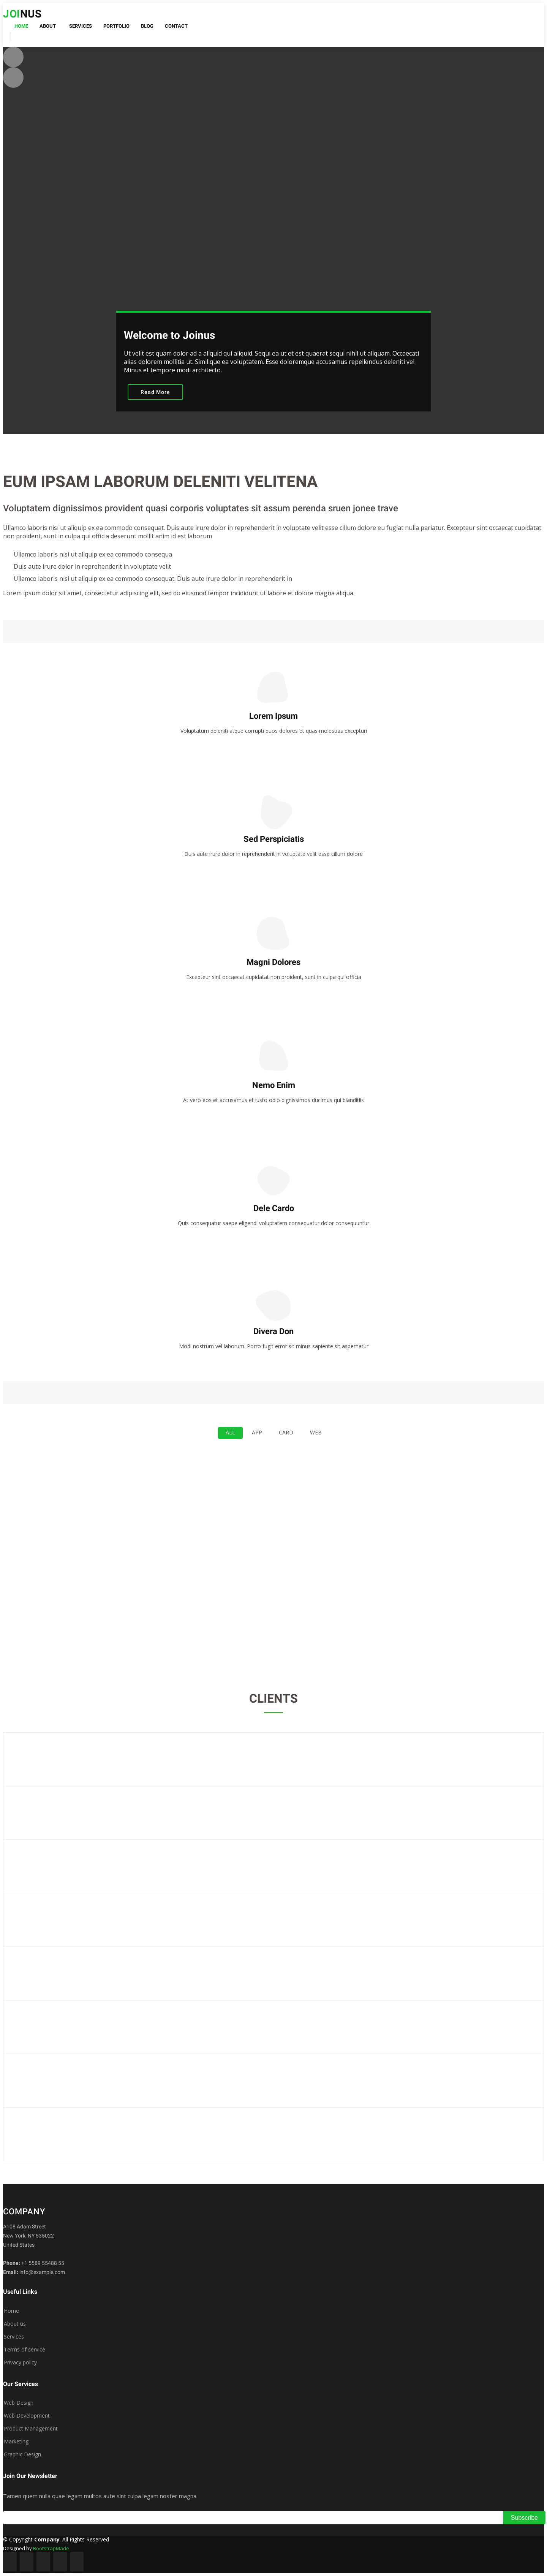 JOINUS
HOME ABOUT SERVICES PORTFOLIO BLOG CONTACT
Welcome to Joinus
Ut velit est quam dolor ad a aliquid qui aliquid. Sequi ea ut et est quaerat sequi nihil ut aliquam. Occaecati
alias dolorem mollitia ut. Similique ea voluptatem. Esse doloremque accusamus repellendus deleniti vel.
Minus et tempore modi architecto.
Read More
EUM IPSAM LABORUM DELENITI VELITENA
Voluptatem dignissimos provident quasi corporis voluptates sit assum perenda sruen jonee trave
Ullamco laboris nisi ut aliquip ex ea commodo consequat. Duis aute irure dolor in reprehenderit in voluptate velit esse cillum dolore eu fugiat nulla pariatur. Excepteur sint occaecat cupidatat
non proident, sunt in culpa qui officia deserunt mollit anim id est laborum
Ullamco laboris nisi ut aliquip ex ea commodo consequa
Duis aute irure dolor in reprehenderit in voluptate velit
Ullamco laboris nisi ut aliquip ex ea commodo consequat. Duis aute irure dolor in reprehenderit in
Lorem ipsum dolor sit amet, consectetur adipiscing elit, sed do eiusmod tempor incididunt ut labore et dolore magna aliqua.
Lorem Ipsum
Voluptatum deleniti atque corrupti quos dolores et quas molestias excepturi
Sed Perspiciatis
Duis aute irure dolor in reprehenderit in voluptate velit esse cillum dolore
Magni Dolores
Excepteur sint occaecat cupidatat non proident, sunt in culpa qui officia
Nemo Enim
At vero eos et accusamus et iusto odio dignissimos ducimus qui blanditiis
Dele Cardo
Quis consequatur saepe eligendi voluptatem consequatur dolor consequuntur
Divera Don
Modi nostrum vel laborum. Porro fugit error sit minus sapiente sit aspernatur
ALL APP CARD WEB
CLIENTS
COMPANY
A108 Adam Street
New York, NY 535022
United States
Phone: +1 5589 55488 55
Email: info@example.com
Useful Links
Home
About us
Services
Terms of service
Privacy policy
Our Services
Web Design
Web Development
Product Management
Marketing
Graphic Design
Join Our Newsletter
Tamen quem nulla quae legam multos aute sint culpa legam noster magna
Subscribe
© Copyright Company. All Rights Reserved
Designed by BootstrapMade